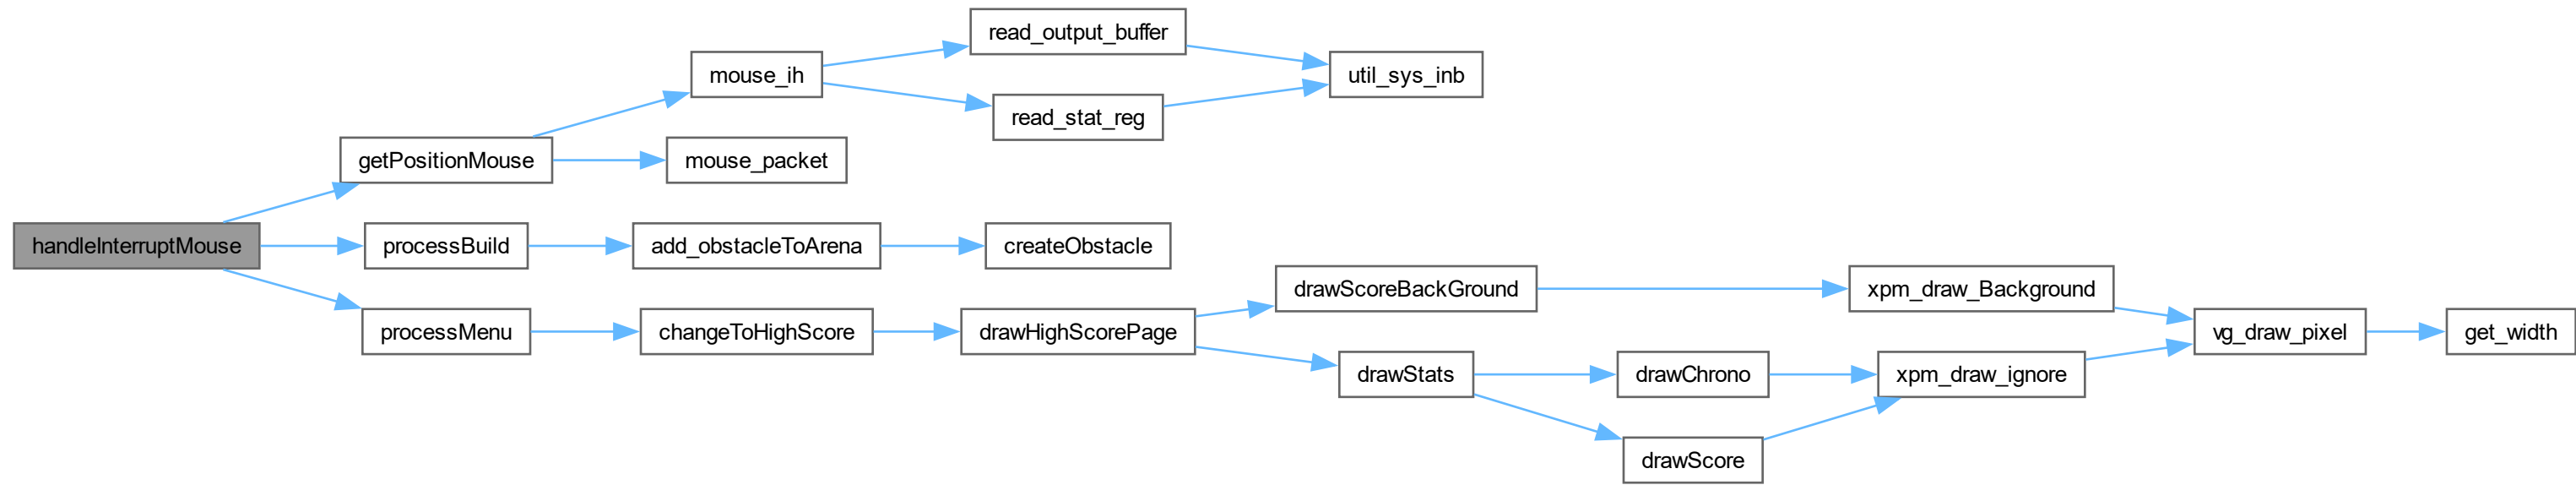 handleInterruptMouse
getPositionMouse
mouse_ih
read_output_buffer
util_sys_inb
read_stat_reg
mouse_packet
processBuild
add_obstacleToArena
createObstacle
processMenu
changeToHighScore
drawHighScorePage
drawScoreBackGround
xpm_draw_Background
vg_draw_pixel
get_width
drawStats
drawChrono
xpm_draw_ignore
drawScore